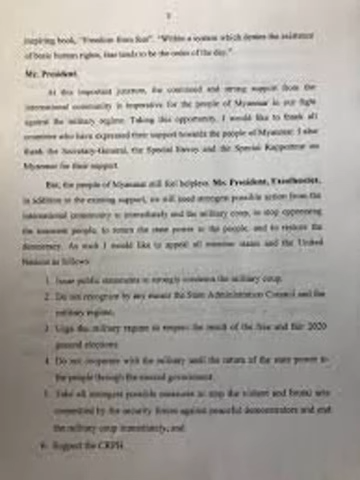 3
inspiring book, "Freedom from fear". "Within a system which denies the existence
of basic human rights, fear tends to be the order of the day."
Mr. President,
At this important juncture, the continued and strong support from the
international community is imperative for the people of Myanmar in our fight
against the military regime. Taking this opportunity, I would like to thank all
countries who have expressed their support towards the people of Myanmar. I also
thank the Secretary-General, the Special Envoy and the Special Rapporteur on
Myanmar for their support.
But, the people of Myanmar still feel helpless. Mr. President, Excellencies,
in addition to the existing support, we still need strongest possible action from the
international community to immediately end the military coup, to stop oppressing
the innocent people, to return the state power to the people, and to restore the
democracy. As such I would like to appeal all member states and the United
Nations as follows:
1. Issue public statements to strongly condemn the military coup.
2. Do not recognize by any means the State Administration Council and the
military regime.
3. Urge the military regime to respect the result of the free and fair 2020
general elections.
4. Do not cooperate with the military until the return of the state power to
the people through the elected government.
5. Take all strongest possible measures to stop the violent and brutal acts
committed by the security forces against peaceful demonstrators and end
the military coup immediately, and
6. Support the CRPH.